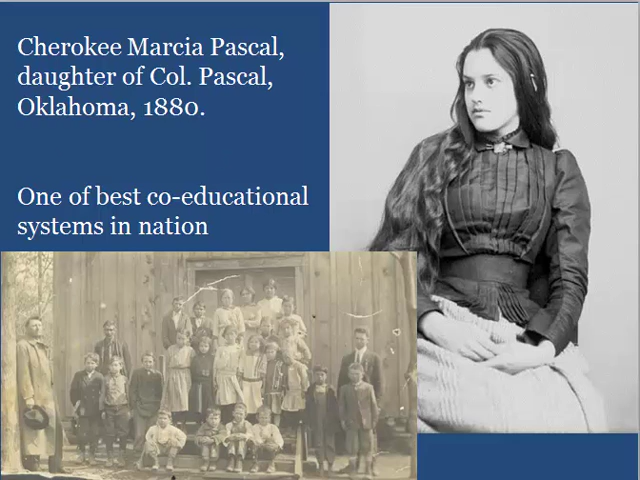 Cherokee Marcia Pascal,
daughter of Col. Pascal,
Oklahoma, 1880.
One of best co-educational
systems in nation